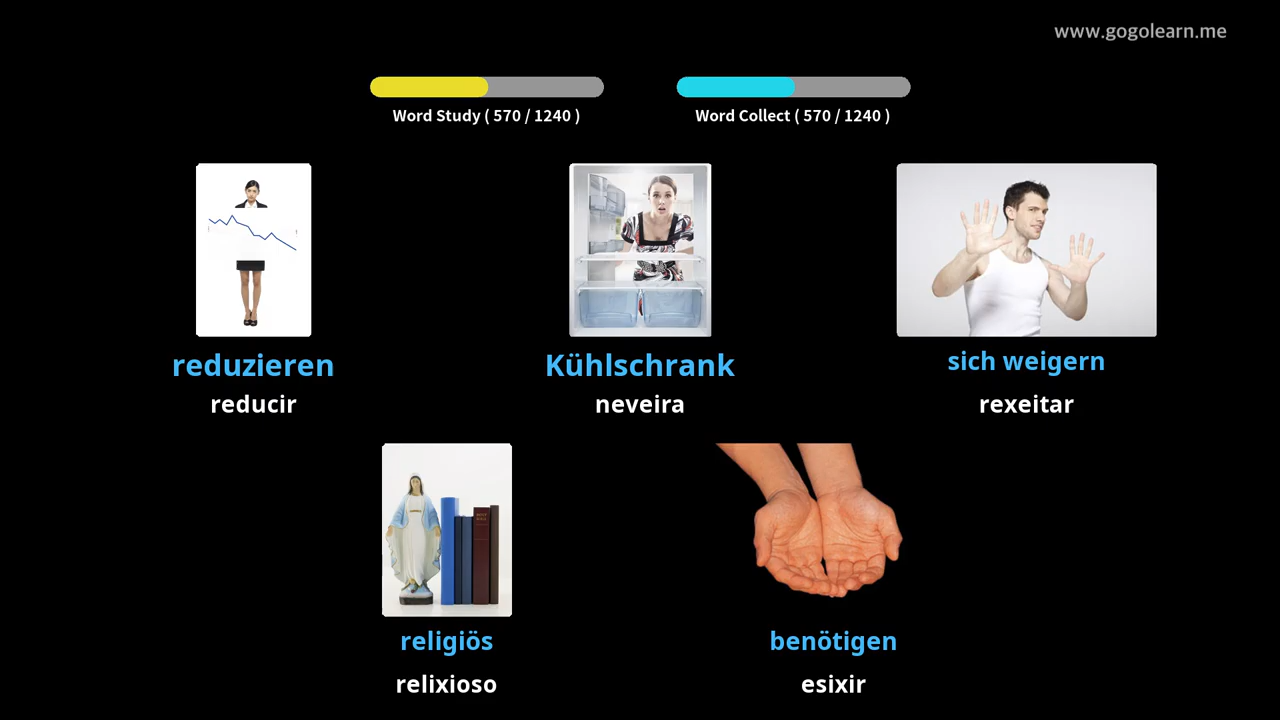 www.gogolearn.me
Word Study ( 570 / 1240 )
Word Collect ( 570 / 1240 )
reduzieren
reducir
Kühlschrank
neveira
sich weigern
rexeitar
religiös
relixioso
benötigen
esixir